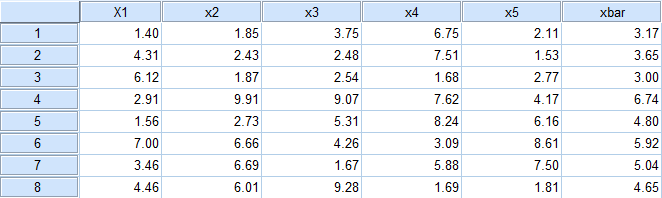 X1 x2 x3 x4 x5 xbar
1 1.40 1.85 3.75 6.75 2.11 3.17
2 4.31 2.43 2.48 7.51 1.53 3.65
3 6.12 1.87 2.54 1.68 2.77 3.00
4 2.91 9.91 9.07 7.62 4.17 6.74
5 1.56 2.73 5.31 8.24 6.16 4.80
6 7.00 6.66 4.26 3.09 8.61 5.92
7 3.46 6.69 1.67 5.88 7.50 5.04
8 4.46 6.01 9.28 1.69 1.81 4.65